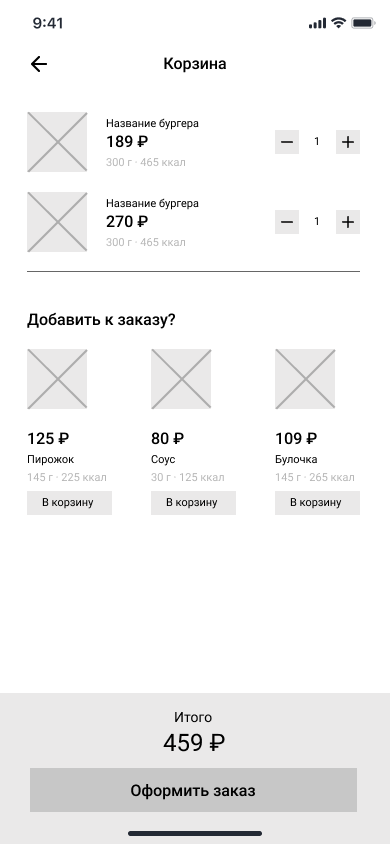 9:41
Корзина
Название бургера
189 ₽
300 г · 465 ккал
1
Название бургера
270 ₽
300 г · 465 ккал
1
Добавить к заказу?
125 ₽
Пирожок
145 г · 225 ккал
В корзину
80 ₽
Соус
30 г · 125 ккал
В корзину
109 ₽
Булочка
145 г · 265 ккал
В корзину
Итого
459 ₽
Оформить заказ